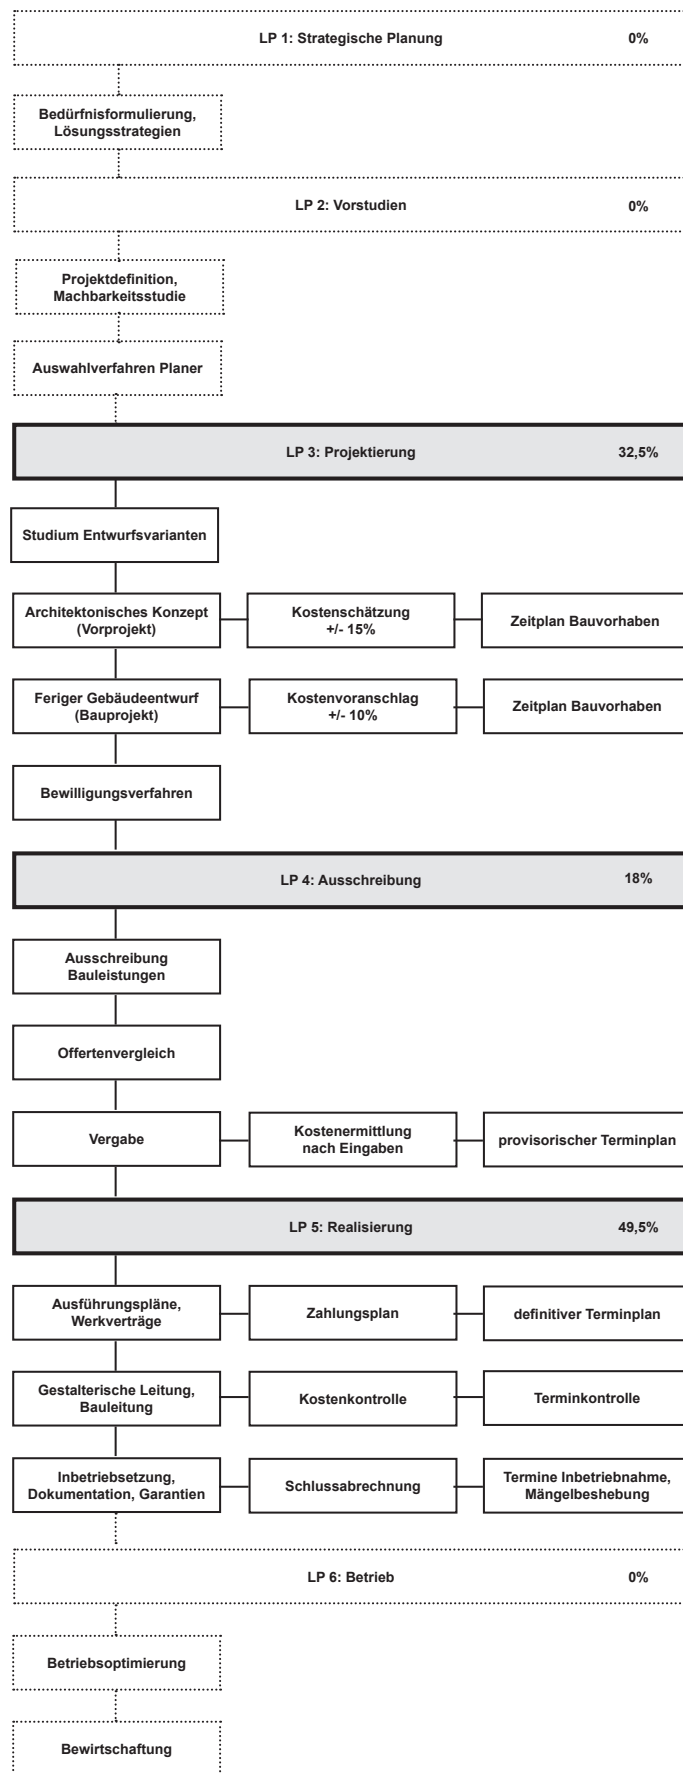 LP 1: Strategische Planung 0%
Bedürfnisformulierung,
Lösungsstrategien
LP 2: Vorstudien 0%
Projektdefinition,
Machbarkeitsstudie
Auswahlverfahren Planer
LP 3: Projektierung 32,5%
Studium Entwurfsvarianten
Architektonisches Konzept
(Vorprojekt)
Kostenschätzung
+/- 15%
Zeitplan Bauvorhaben
Feriger Gebäudeentwurf
(Bauprojekt)
Kostenvoranschlag
+/- 10%
Zeitplan Bauvorhaben
Bewilligungsverfahren
LP 4: Ausschreibung 18%
Ausschreibung
Bauleistungen
Offertenvergleich
Vergabe
Kostenermittlung
nach Eingaben
provisorischer Terminplan
LP 5: Realisierung 49,5%
Ausführungspläne,
Werkverträge
Zahlungsplan
definitiver Terminplan
Gestalterische Leitung,
Bauleitung
Kostenkontrolle
Terminkontrolle
Inbetriebsetzung,
Dokumentation, Garantien
Schlussabrechnung
Termine Inbetriebnahme,
Mängelbeshebung
LP 6: Betrieb 0%
Betriebsoptimierung
Bewirtschaftung